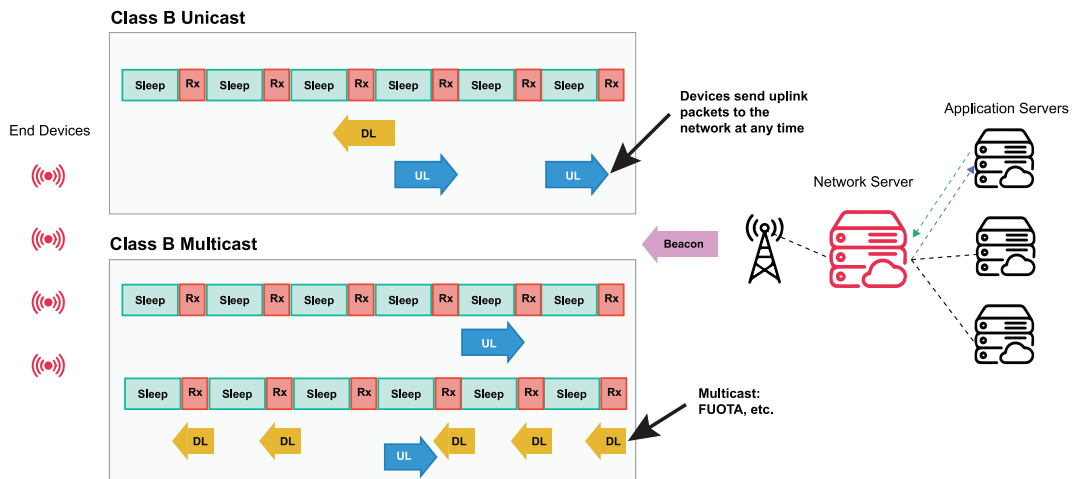 Class B Unicast
Sleep Rx Sleep Rx Sleep Rx Sleep Rx Sleep Rx Sleep Rx
DL
UL UL
Devices send uplink
packets to the
network at any time
End Devices
Application Servers
Network Server
Beacon
Class B Multicast
Sleep Rx Sleep Rx Sleep Rx Sleep Rx Sleep Rx Sleep Rx
UL
Sleep Rx Sleep Rx Sleep Rx Sleep Rx Sleep Rx Sleep Rx
DL DL DL DL DL
UL
Multicast:
FUOTA, etc.